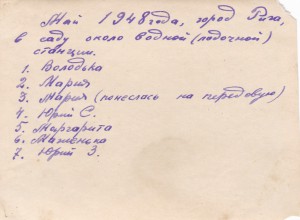 Май 1948 года, город Рига,
в саду около водной (лодочной)
станции.
1. Володька
2. Мария
3. Мария (понеслась на передовую)
4. Юрий С.
5. Маргарита
6. Маженька
7. Юрий З.